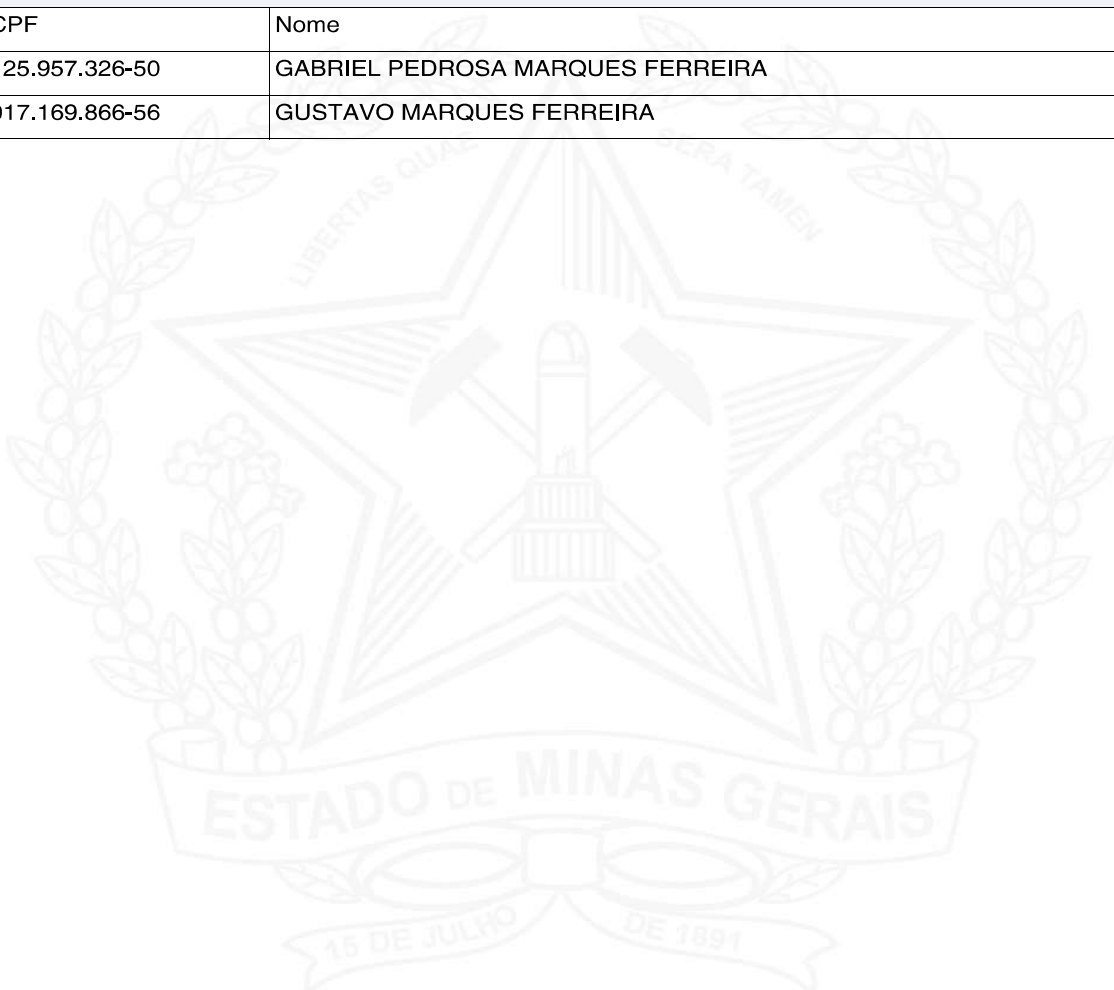 CPF Nome
25.957.326-50 GABRIEL PEDROSA MARQUES FERREIRA
17.169.866-56 GUSTAVO MARQUES FERREIRA
LIBERTAS QUAE SERA TAMEN
ESTADO DE MINAS GERAIS
15 DE JULHO DE 1891